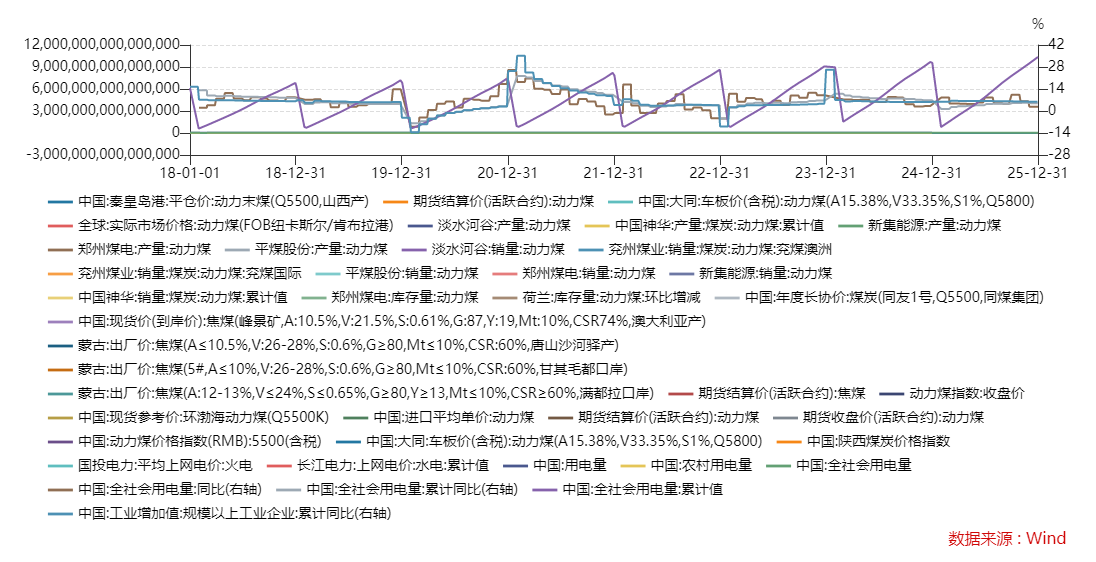 %
12,000,000,000,000,000 42
9,000,000,000,000,000 28
6,000,000,000,000,000 14
3,000,000,000,000,000 0
0 -14
-3,000,000,000,000,000 -28
18-01-01 18-12-31 19-12-31 20-12-31 21-12-31 22-12-31 23-12-31 24-12-31 25-12-31
中国:秦皇岛港:平仓价:动力末煤(Q5500,山西产) 期货结算价(活跃合约):动力煤 中国:大同:车板价(含税):动力煤(A15.38%,V33.35%,S1%,Q5800)
全球:实际市场价格:动力煤(FOB纽卡斯尔/肯布拉港) 淡水河谷:产量:动力煤 中国神华:产量:煤炭:动力煤:累计值 新集能源:产量:动力煤
郑州煤电:产量:动力煤 平煤股份:产量:动力煤 淡水河谷:销量:动力煤 兖州煤业:销量:煤炭:动力煤:兖煤澳洲
兖州煤业:销量:煤炭:动力煤:兖煤国际 平煤股份:销量:动力煤 郑州煤电:销量:动力煤 新集能源:销量:动力煤
中国神华:销量:煤炭:动力煤:累计值 郑州煤电:库存量:动力煤 荷兰:库存量:动力煤:环比增减 中国:年度长协价:煤炭(同友1号,Q5500,同煤集团)
中国:现货价(到岸价):焦煤(峰景矿,A:10.5%,V:21.5%,S:0.61%,G:87,Y:19,Mt:10%,CSR74%,澳大利亚产)
蒙古:出厂价:焦煤(A≤10.5%,V:26-28%,S:0.6%,G≥80,Mt≤10%,CSR:60%,唐山沙河驿产)
蒙古:出厂价:焦煤(5#,A≤10%,V:26-28%,S:0.6%,G≥80,Mt≤10%,CSR:60%,甘其毛都口岸)
蒙古:出厂价:焦煤(A:12-13%,V≤24%,S≤0.65%,G≥80,Y≥13,Mt≤10%,CSR≥60%,满都拉口岸) 期货结算价(活跃合约):焦煤 动力煤指数:收盘价
中国:现货参考价:环渤海动力煤(Q5500K) 中国:进口平均单价:动力煤 期货结算价(活跃合约):动力煤 期货收盘价(活跃合约):动力煤
中国:动力煤价格指数(RMB):5500(含税) 中国:大同:车板价(含税):动力煤(A15.38%,V33.35%,S1%,Q5800) 中国:陕西煤炭价格指数
国投电力:平均上网电价:火电 长江电力:上网电价:水电:累计值 中国:用电量 中国:农村用电量 中国:全社会用电量
中国:全社会用电量:同比(右轴) 中国:全社会用电量:累计同比(右轴) 中国:全社会用电量:累计值
中国:工业增加值:规模以上工业企业:累计同比(右轴)
数据来源：Wind